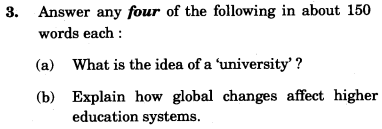 3. Answer any four of the following in about 150
words each :
(a) What is the idea of a 'university' ?
(b) Explain how global changes affect higher
education systems.